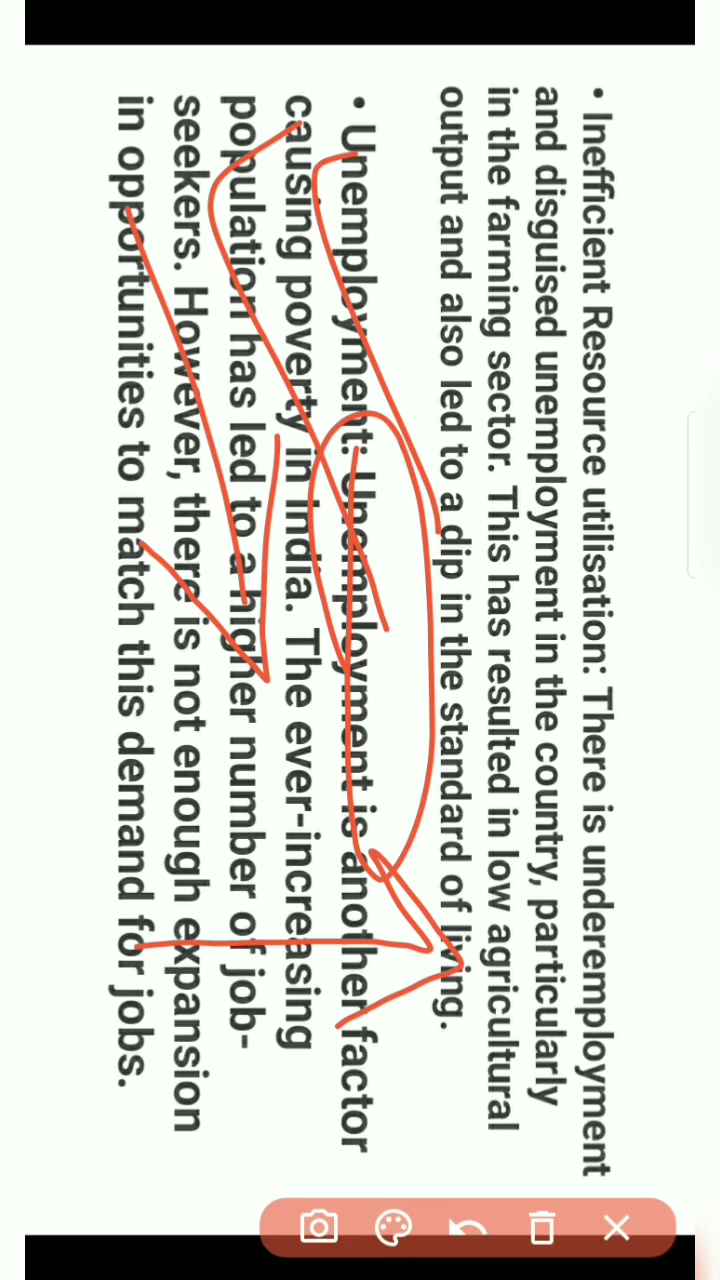 • Inefficient Resource utilisation: There is underemployment
and disguised unemployment in the country, particularly
in the farming sector. This has resulted in low agricultural
output and also led to a dip in the standard of living.
• Unemployment: Unemployment is another factor
causing poverty in India. The ever-increasing
population has led to a higher number of job-
seekers. However, there is not enough expansion
in opportunities to match this demand for jobs.